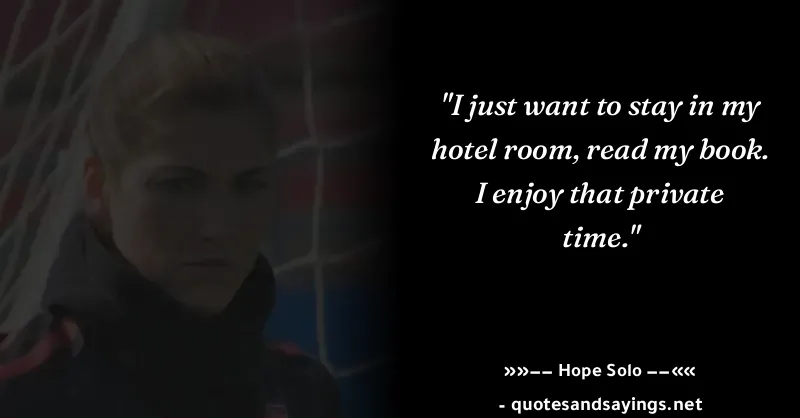 "I just want to stay in my
hotel room, read my book.
I enjoy that private
time."
»»−− Hope Solo −−««
- quotesandsayings.net